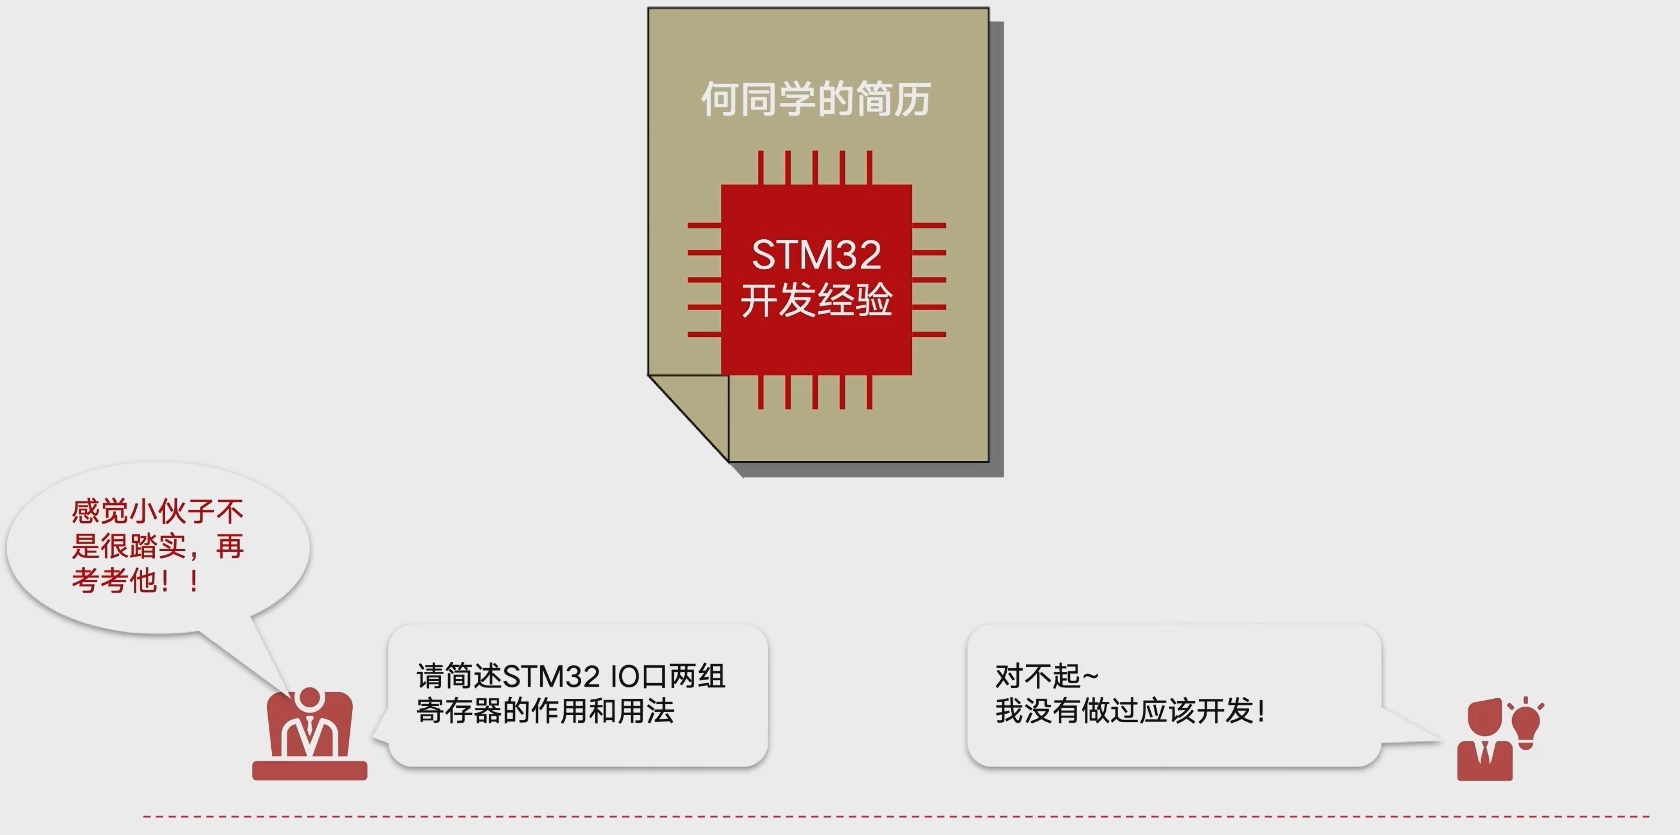 何同学的简历
STM32
开发经验
感觉小伙子不
是很踏实，再
考考他！！
请简述STM32 IO口两组
寄存器的作用和用法
对不起~
我没有做过应该开发！